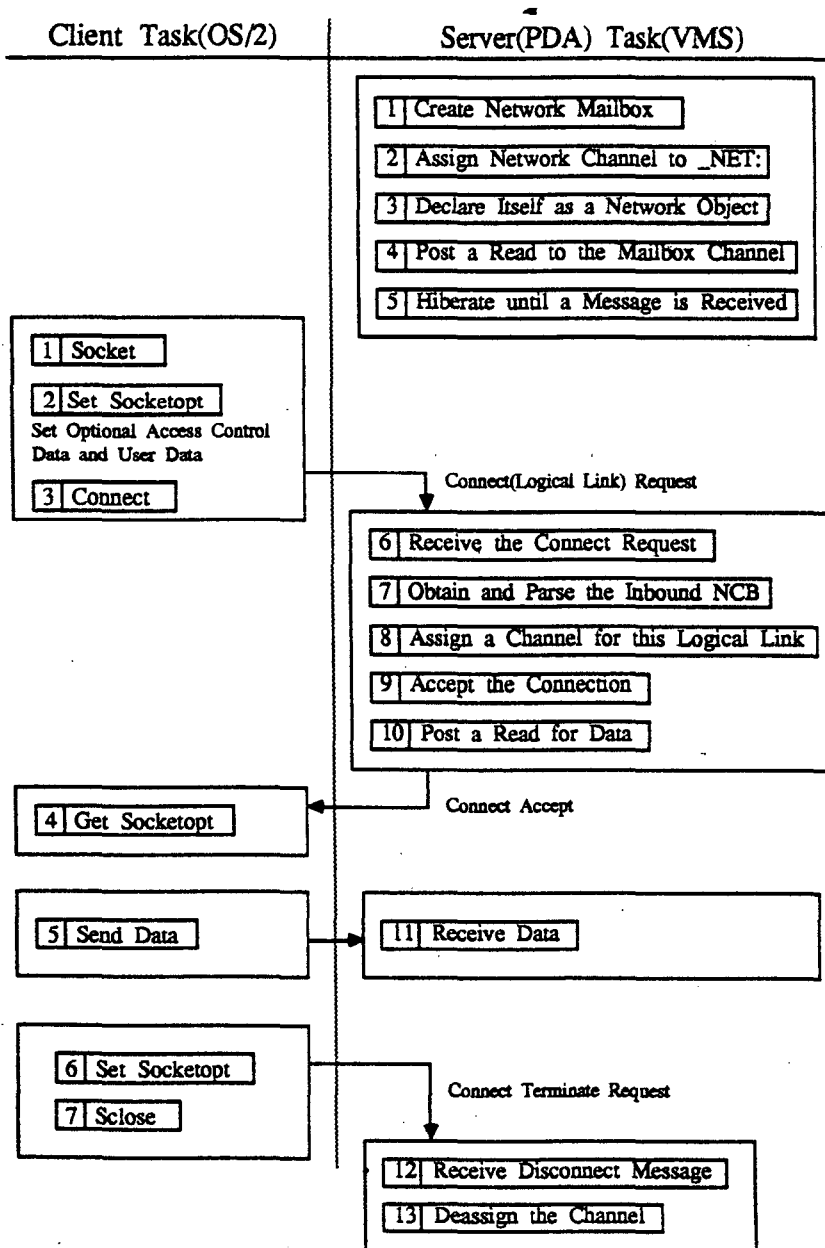 Client Task(OS/2)
Server(PDA) Task(VMS)
1 Create Network Mailbox
2 Assign Network Channel to _NET:
3 Declare Itself as a Network Object
4 Post a Read to the Mailbox Channel
5 Hiberate until a Message is Received
1 Socket
2 Set Socketopt
Set Optional Access Control
Data and User Data
3 Connect
Connect(Logical Link) Request
6 Receive the Connect Request
7 Obtain and Parse the Inbound NCB
8 Assign a Channel for this Logical Link
9 Accept the Connection
10 Post a Read for Data
Connect Accept
4 Get Socketopt
5 Send Data
11 Receive Data
6 Set Socketopt
7 Sclose
Connect Terminate Request
12 Receive Disconnect Message
13 Deassign the Channel